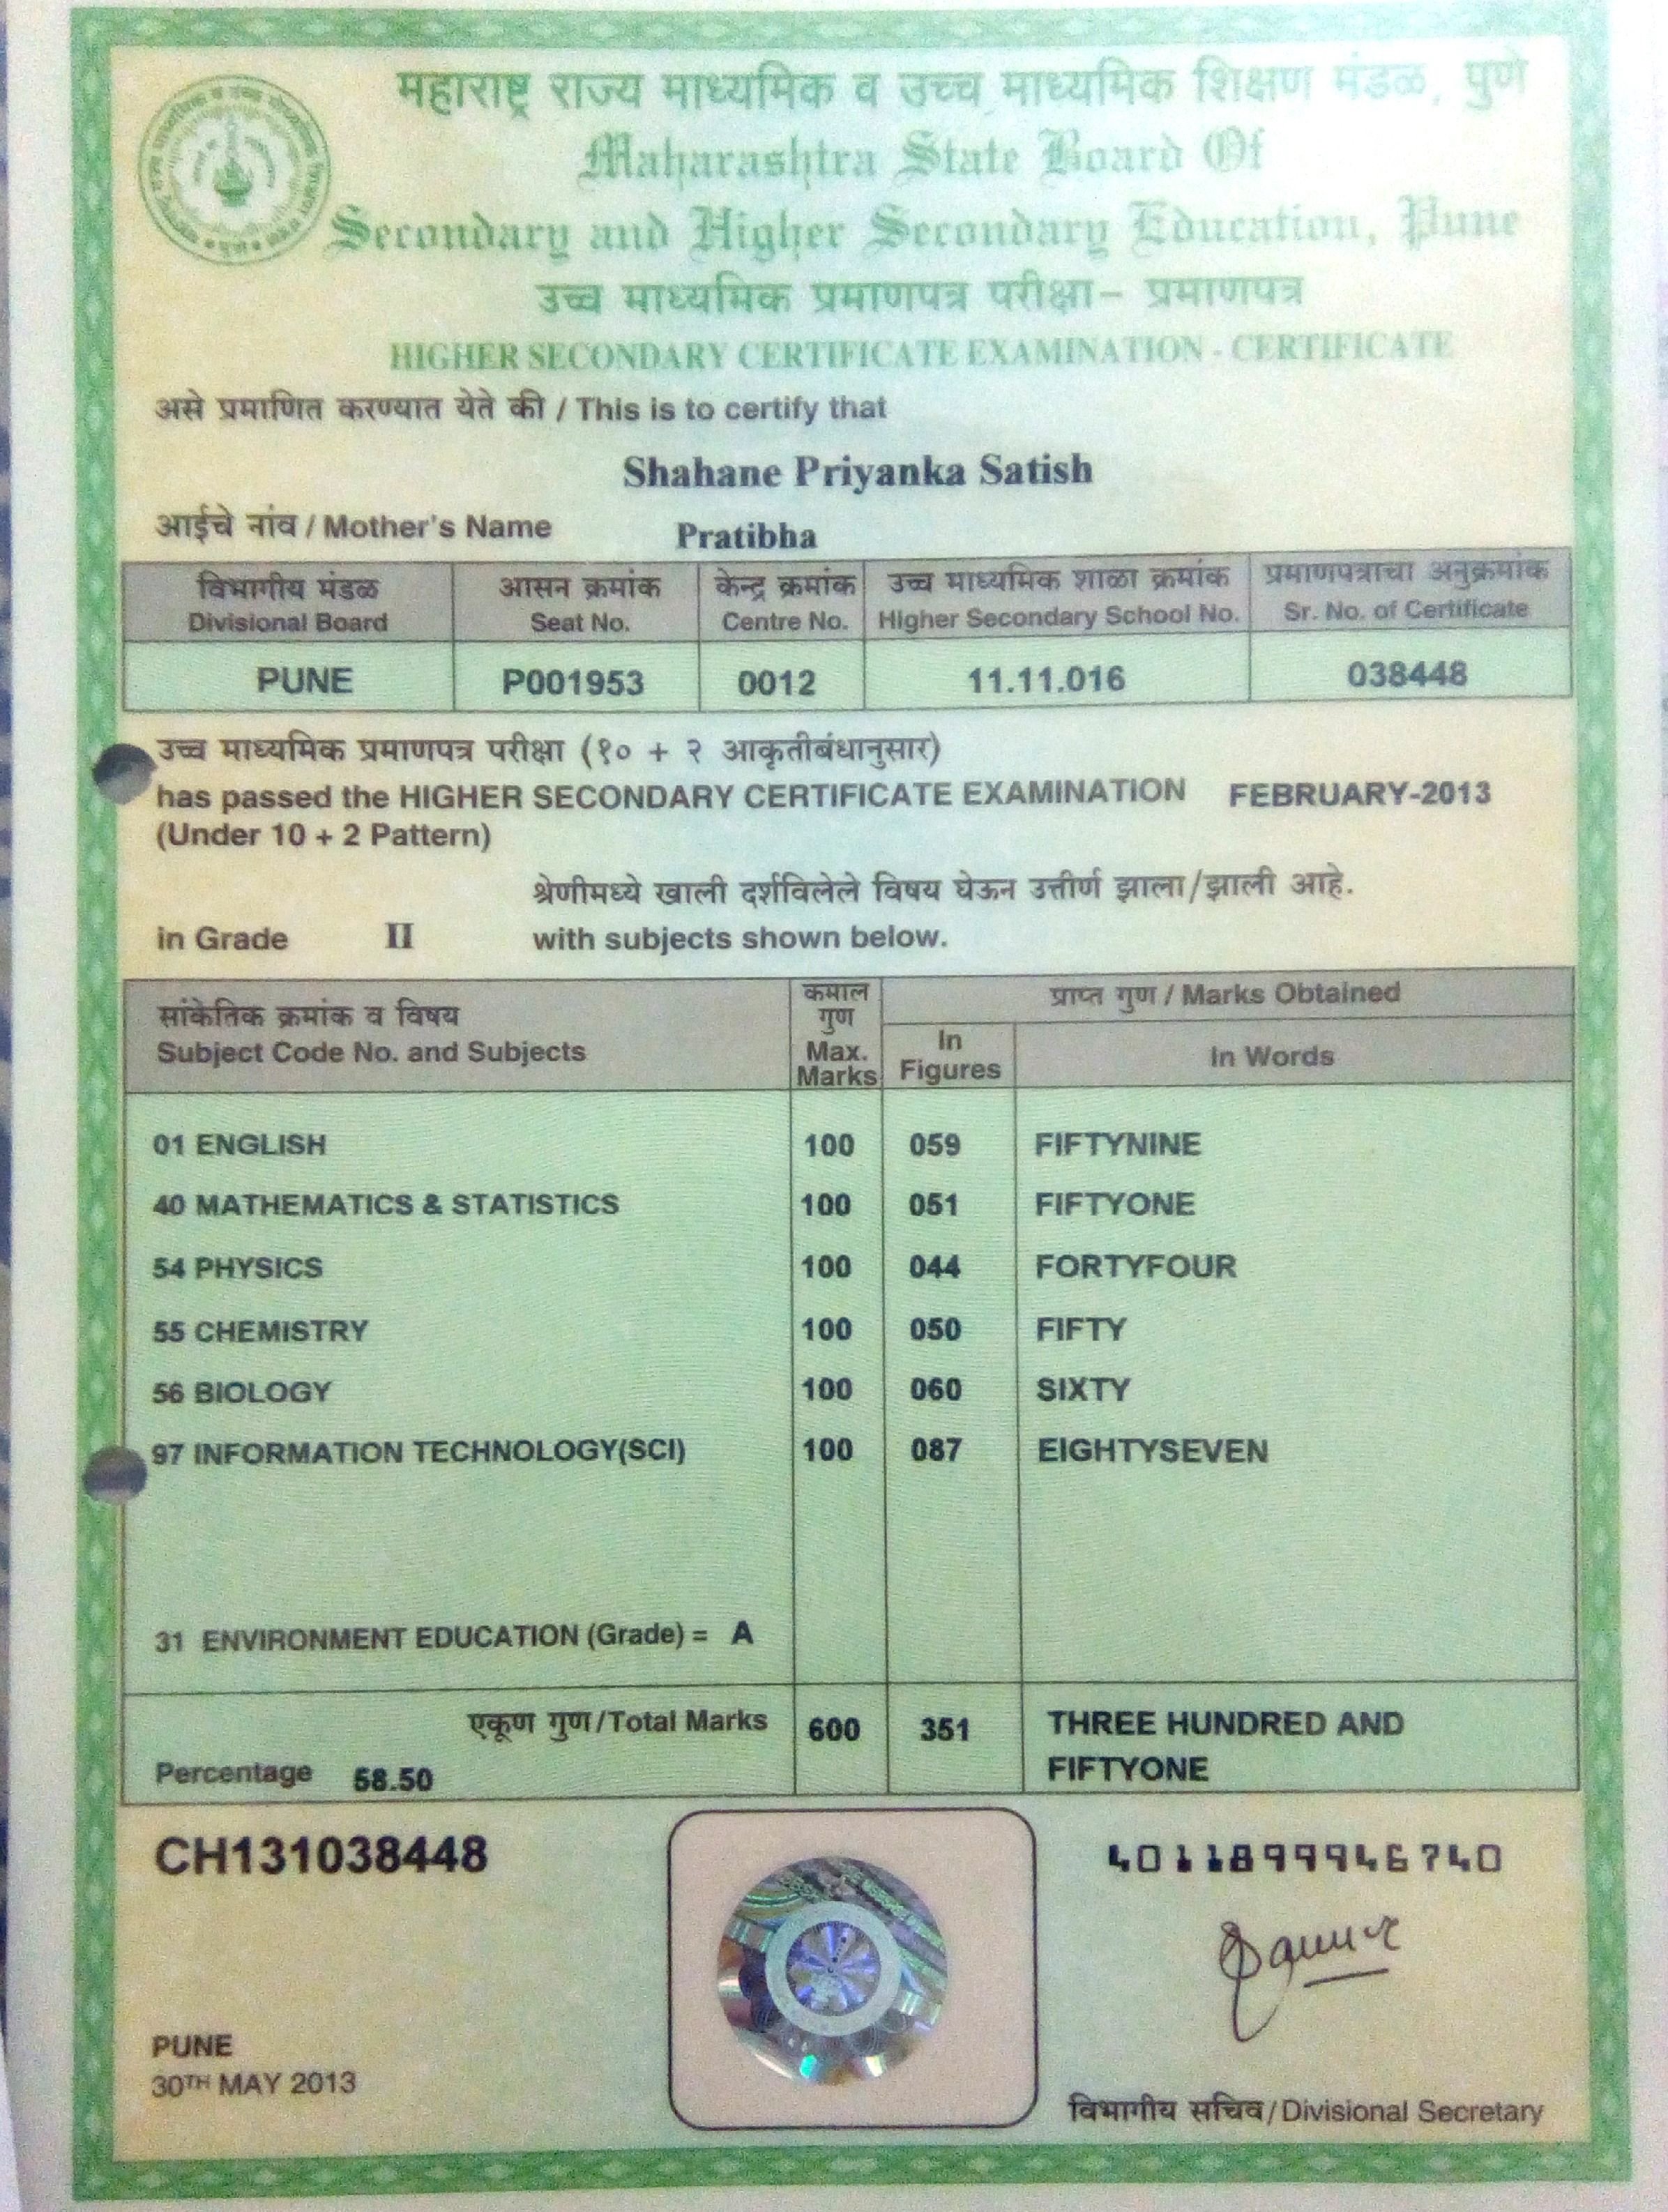 महाराष्ट्र राज्य माध्यमिक व उच्च माध्यमिक शिक्षण मंडळ, पुणे
Maharashtra State Board Of
Secondary and Higher Secondary Education, Pune
उच्च माध्यमिक प्रमाणपत्र परीक्षा– प्रमाणपत्र
HIGHER SECONDARY CERTIFICATE EXAMINATION - CERTIFICATE
असे प्रमाणित करण्यात येते की / This is to certify that
Shahane Priyanka Satish
आईचे नांव / Mother's Name Pratibha
विभागीय मंडळ आसन क्रमांक केन्द्र क्रमांक उच्च माध्यमिक शाळा क्रमांक प्रमाणपत्राचा अनुक्रमांक
Divisional Board Seat No. Centre No. Higher Secondary School No. Sr. No. of Certificate
PUNE P001953 0012 11.11.016 038448
उच्च माध्यमिक प्रमाणपत्र परीक्षा (१० + २ आकृतीबंधानुसार)
has passed the HIGHER SECONDARY CERTIFICATE EXAMINATION FEBRUARY-2013
(Under 10 + 2 Pattern)
श्रेणीमध्ये खाली दर्शविलेले विषय घेऊन उत्तीर्ण झाला/झाली आहे.
in Grade II with subjects shown below.
सांकेतिक क्रमांक व विषय
Subject Code No. and Subjects
कमाल
गुण
Max.
Marks
प्राप्त गुण / Marks Obtained
In
Figures
In Words
01 ENGLISH 100 059 FIFTYNINE
40 MATHEMATICS & STATISTICS 100 051 FIFTYONE
54 PHYSICS 100 044 FORTYFOUR
55 CHEMISTRY 100 050 FIFTY
56 BIOLOGY 100 060 SIXTY
97 INFORMATION TECHNOLOGY(SCI) 100 087 EIGHTYSEVEN
31 ENVIRONMENT EDUCATION (Grade) = A
एकूण गुण/Total Marks 600 351 THREE HUNDRED AND
FIFTYONE
Percentage 58.50
CH131038448
4011899946740
PUNE
30TH MAY 2013
विभागीय सचिव/Divisional Secretary